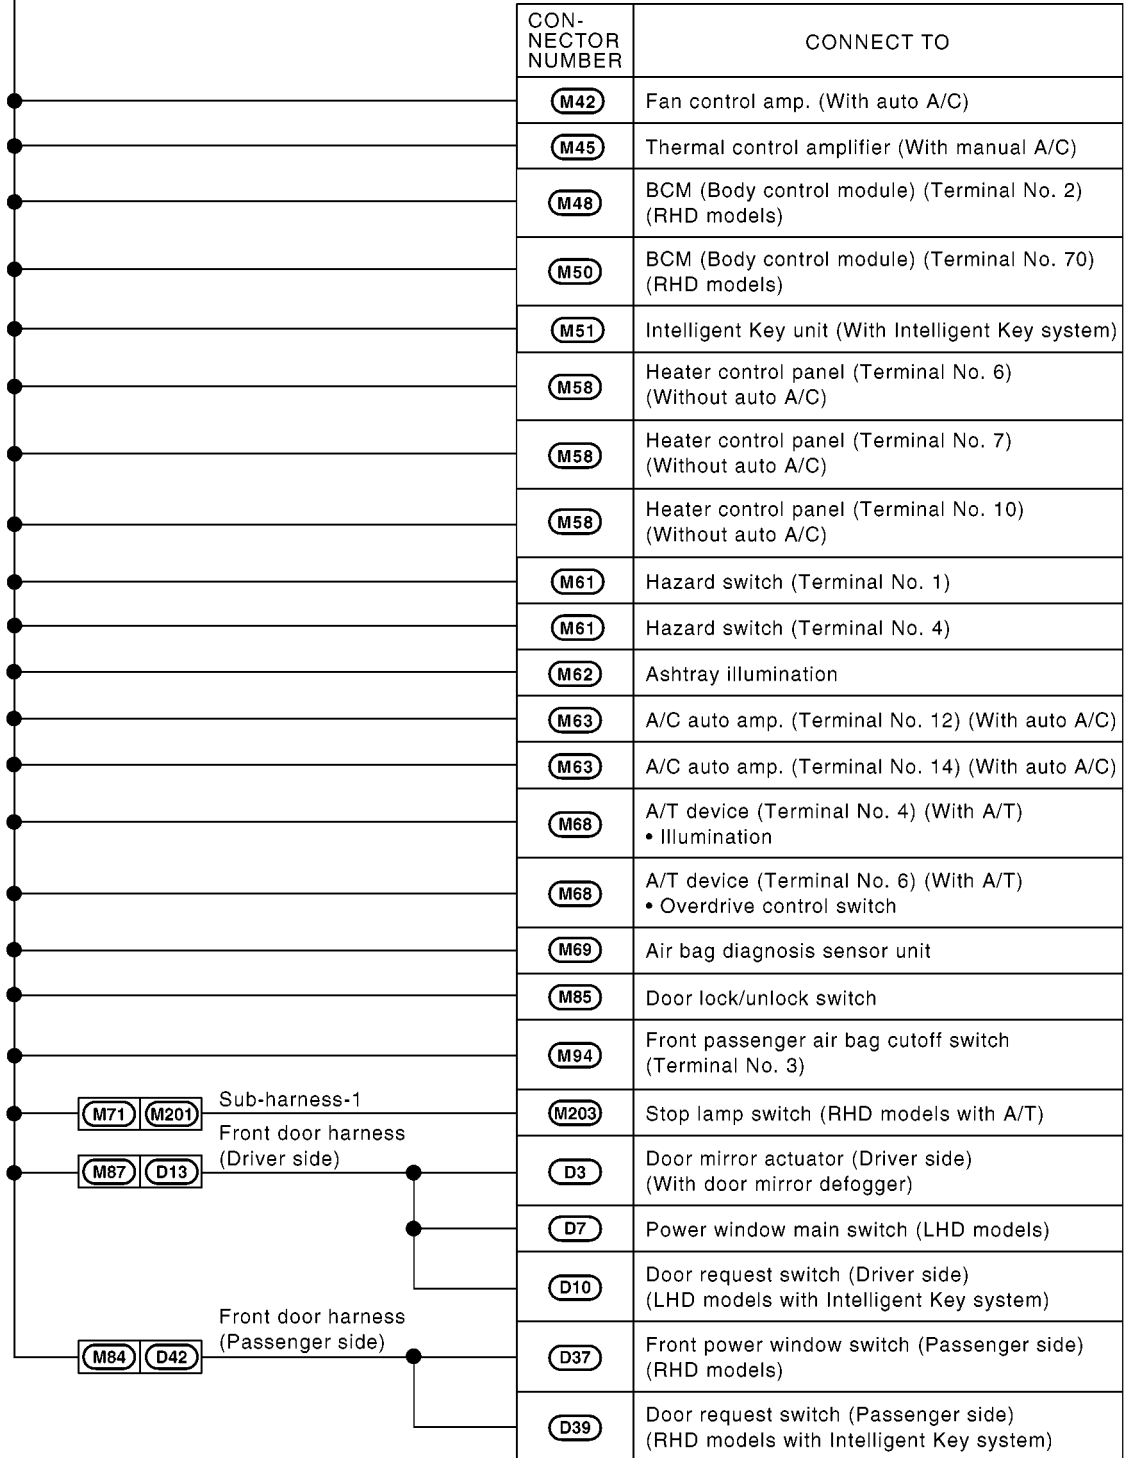 CON-
NECTOR
NUMBER
CONNECT TO
M42 Fan control amp. (With auto A/C)
M45 Thermal control amplifier (With manual A/C)
M48 BCM (Body control module) (Terminal No. 2)
(RHD models)
M50 BCM (Body control module) (Terminal No. 70)
(RHD models)
M51 Intelligent Key unit (With Intelligent Key system)
M58 Heater control panel (Terminal No. 6)
(Without auto A/C)
M58 Heater control panel (Terminal No. 7)
(Without auto A/C)
M58 Heater control panel (Terminal No. 10)
(Without auto A/C)
M61 Hazard switch (Terminal No. 1)
M61 Hazard switch (Terminal No. 4)
M62 Ashtray illumination
M63 A/C auto amp. (Terminal No. 12) (With auto A/C)
M63 A/C auto amp. (Terminal No. 14) (With auto A/C)
M68 A/T device (Terminal No. 4) (With A/T)
• Illumination
M68 A/T device (Terminal No. 6) (With A/T)
• Overdrive control switch
M69 Air bag diagnosis sensor unit
M85 Door lock/unlock switch
M94 Front passenger air bag cutoff switch
(Terminal No. 3)
M71 M201 Sub-harness-1 M203 Stop lamp switch (RHD models with A/T)
Front door harness
(Driver side)
M87 D13 D3 Door mirror actuator (Driver side)
(With door mirror defogger)
D7 Power window main switch (LHD models)
D10 Door request switch (Driver side)
(LHD models with Intelligent Key system)
Front door harness
(Passenger side)
M84 D42 D37 Front power window switch (Passenger side)
(RHD models)
D39 Door request switch (Passenger side)
(RHD models with Intelligent Key system)